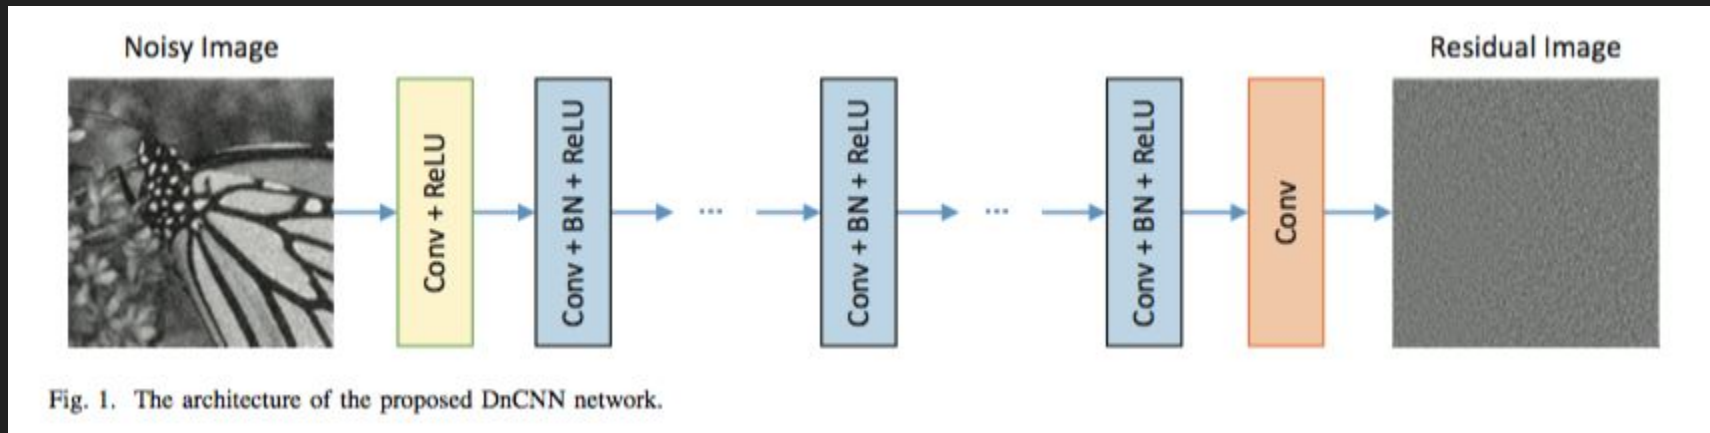 Noisy Image
Residual Image
Conv + ReLU
Conv + BN + ReLU
...
Conv + BN + ReLU
...
Conv + BN + ReLU
Conv
Fig. 1. The architecture of the proposed DnCNN network.